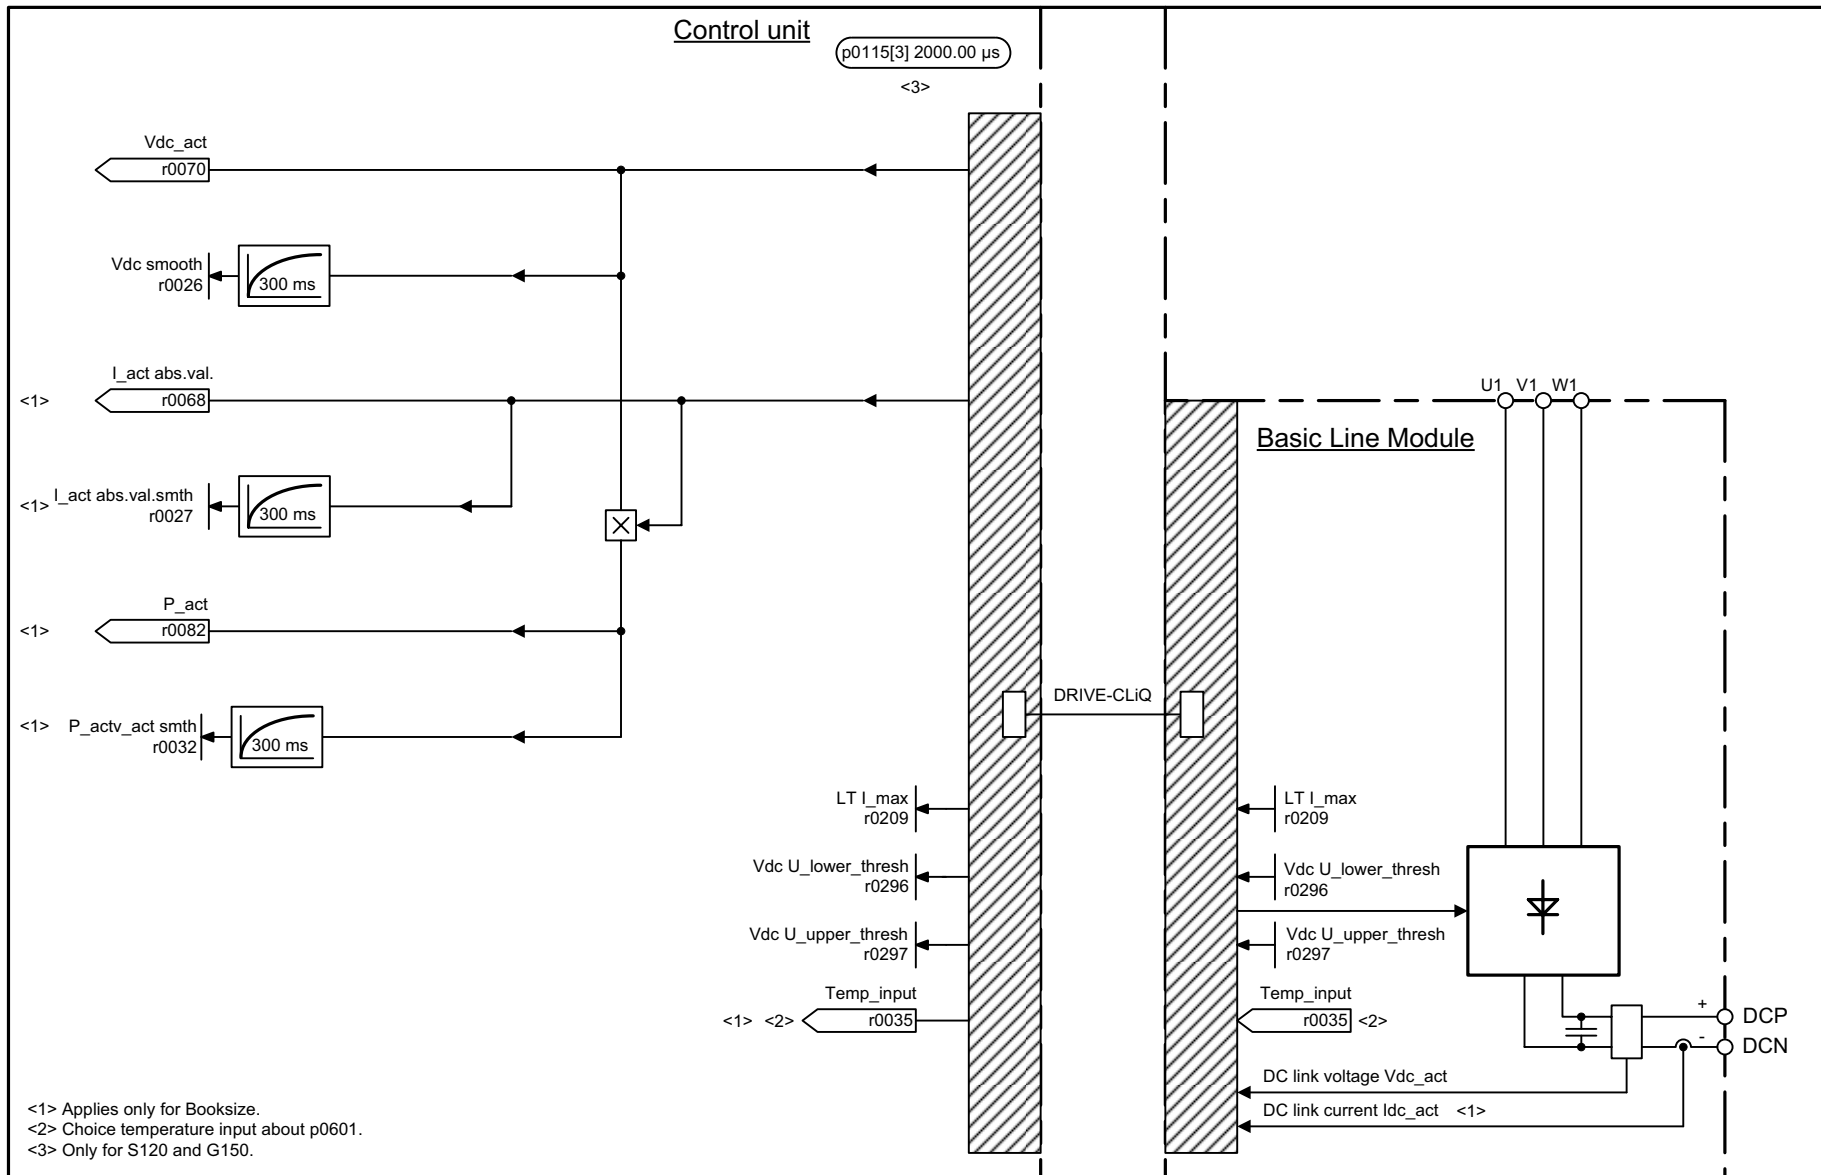 Control unit
p0115[3] 2000.00 µs
<3>
Vdc_act
r0070
Vdc smooth
r0026
300 ms
I_act abs.val.
<1>
r0068
<1>
I_act abs.val.smth
r0027
300 ms
P_act
<1>
r0082
<1>
P_actv_act smth
r0032
300 ms
DRIVE-CLiQ
LT I_max
r0209
Vdc U_lower_thresh
r0296
Vdc U_upper_thresh
r0297
Temp_input
<1> <2>
r0035
U1 V1 W1
Basic Line Module
LT I_max
r0209
Vdc U_lower_thresh
r0296
Vdc U_upper_thresh
r0297
Temp_input
r0035
<2>
+
DCP
-
DCN
DC link voltage Vdc_act
DC link current Idc_act <1>
<1> Applies only for Booksize.
<2> Choice temperature input about p0601.
<3> Only for S120 and G150.